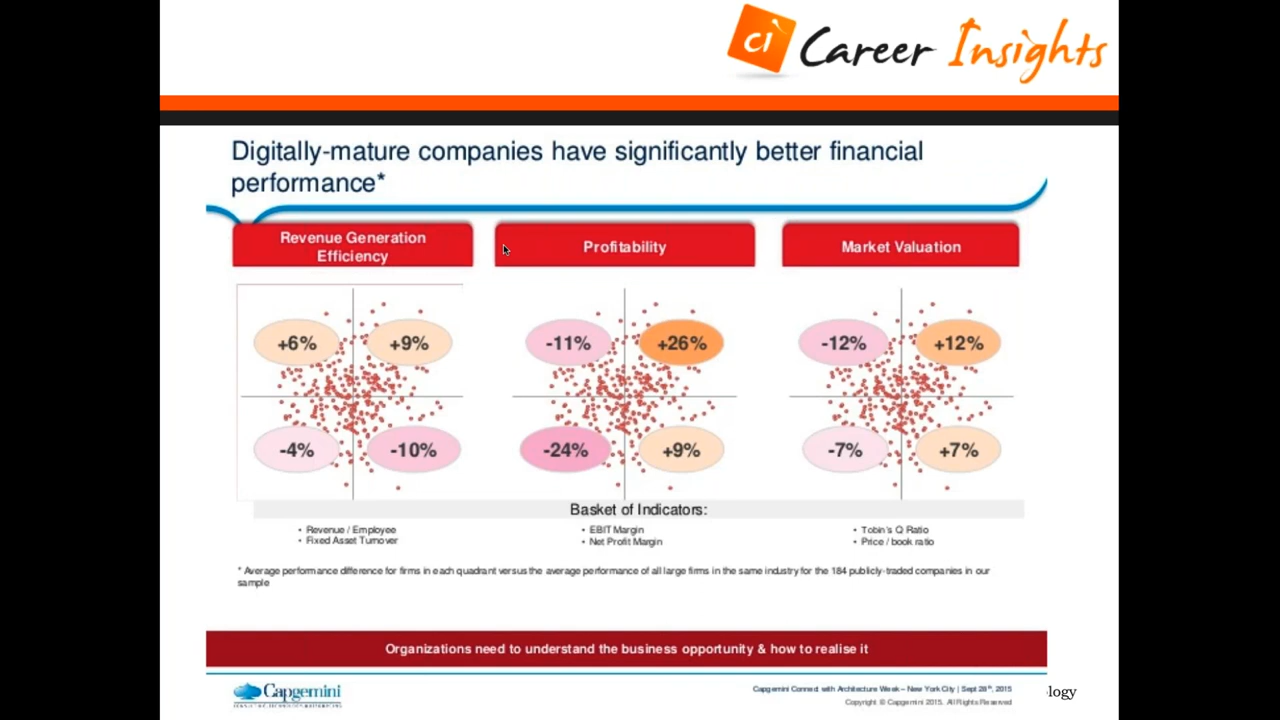 ci Career Insights
Digitally-mature companies have significantly better financial
performance*
Revenue Generation
Efficiency
Profitability
Market Valuation
+6%
+9%
-4%
-10%
-11%
+26%
-24%
+9%
-12%
+12%
-7%
+7%
Basket of Indicators:
• Revenue / Employee
• Fixed Asset Turnover
• EBIT Margin
• Net Profit Margin
• Tobin's Q Ratio
• Price / book ratio
* Average performance difference for firms in each quadrant versus the average performance of all large firms in the same industry for the 184 publicly-traded companies in our
sample
Organizations need to understand the business opportunity & how to realise it
Capgemini
Capgemini Connect with Architecture Week – New York City | Sept 28th, 2015
Copyright © Capgemini 2015. All Rights Reserved
logy